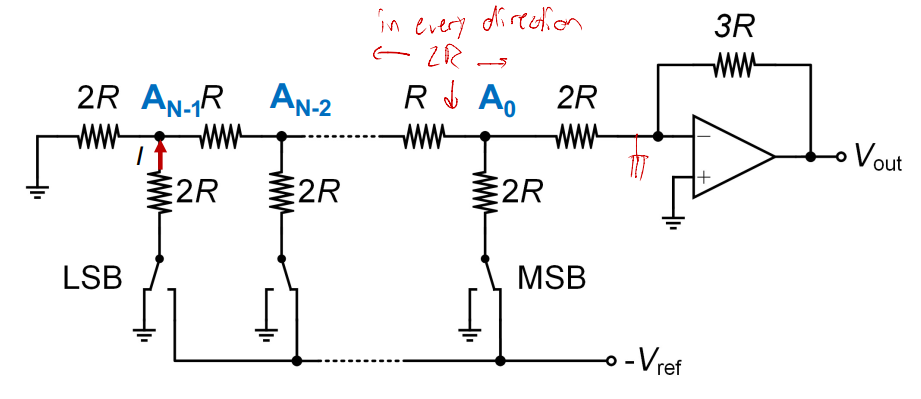 in every direction
← 2R →
3R
2R A_{N-1} R A_{N-2} R ↓ A_0 2R
I
2R 2R 2R
−
+
V_{out}
LSB MSB
-V_{ref}